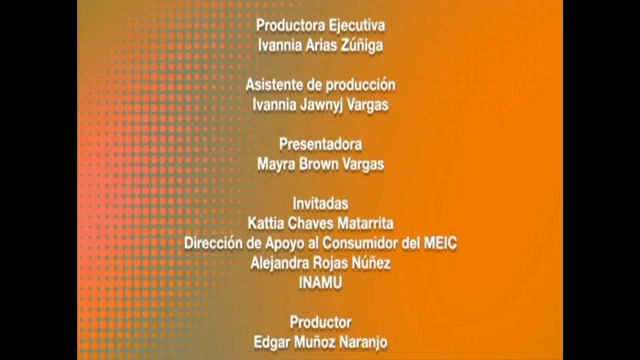 Productora Ejecutiva
Ivannia Arias Zúñiga
Asistente de producción
Ivannia Jawnyj Vargas
Presentadora
Mayra Brown Vargas
Invitadas
Kattia Chaves Matarrita
Dirección de Apoyo al Consumidor del MEIC
Alejandra Rojas Núñez
INAMU
Productor
Edgar Muñoz Naranjo